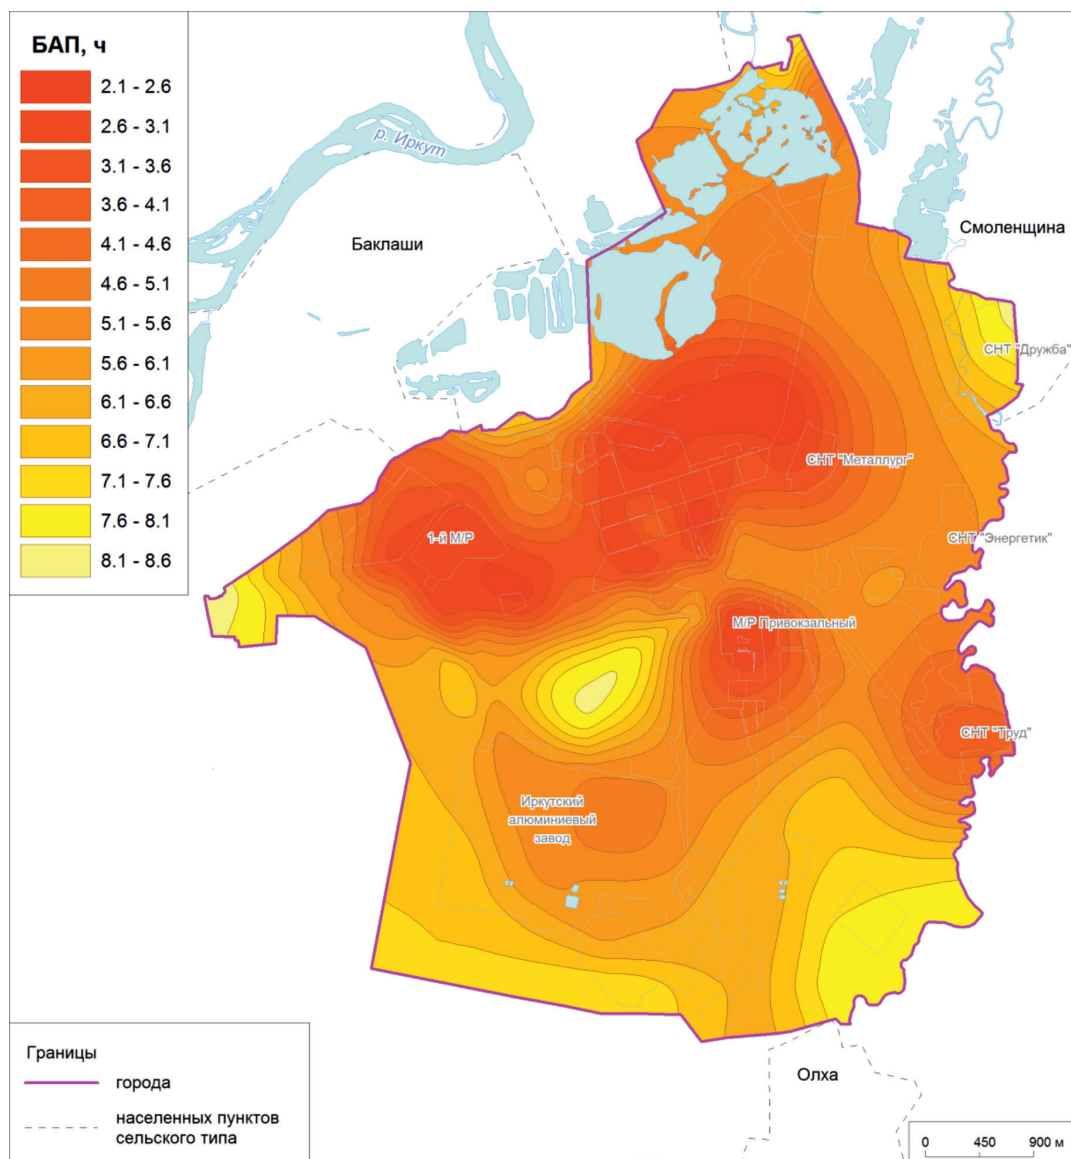 БАП, ч
2.1 - 2.6
2.6 - 3.1
3.1 - 3.6
3.6 - 4.1
4.1 - 4.6
4.6 - 5.1
5.1 - 5.6
5.6 - 6.1
6.1 - 6.6
6.6 - 7.1
7.1 - 7.6
7.6 - 8.1
8.1 - 8.6
р. Иркут
Баклаши
Смоленщина
СНТ "Дружба"
СНТ "Металлург"
1-й М/Р
СНТ "Энергетик"
М/Р Привокзальный
СНТ "Труд"
Иркутский
алюминиевый
завод
Олха
Границы
города
населенных пунктов
сельского типа
0 450 900 м